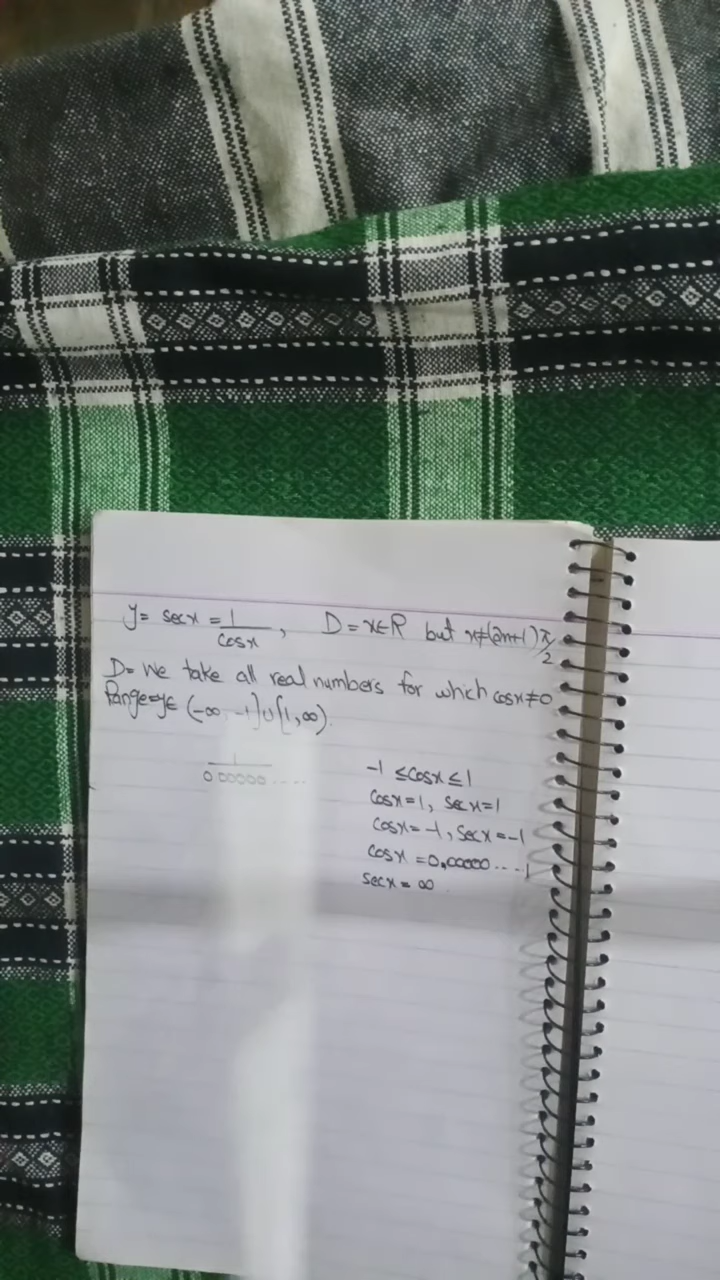 y= secx = 1/cosx , D = x∈R but x≠(2n+1)π/2
D= We take all real numbers for which cosx≠0
Range=y∈ (-∞, -1]∪[1,∞).
1/0.00000....
-1 ≤cosx≤1
cosx=1, secx=1
cosx=-1, secx=-1
cosx =0.00000...1
secx = ∞